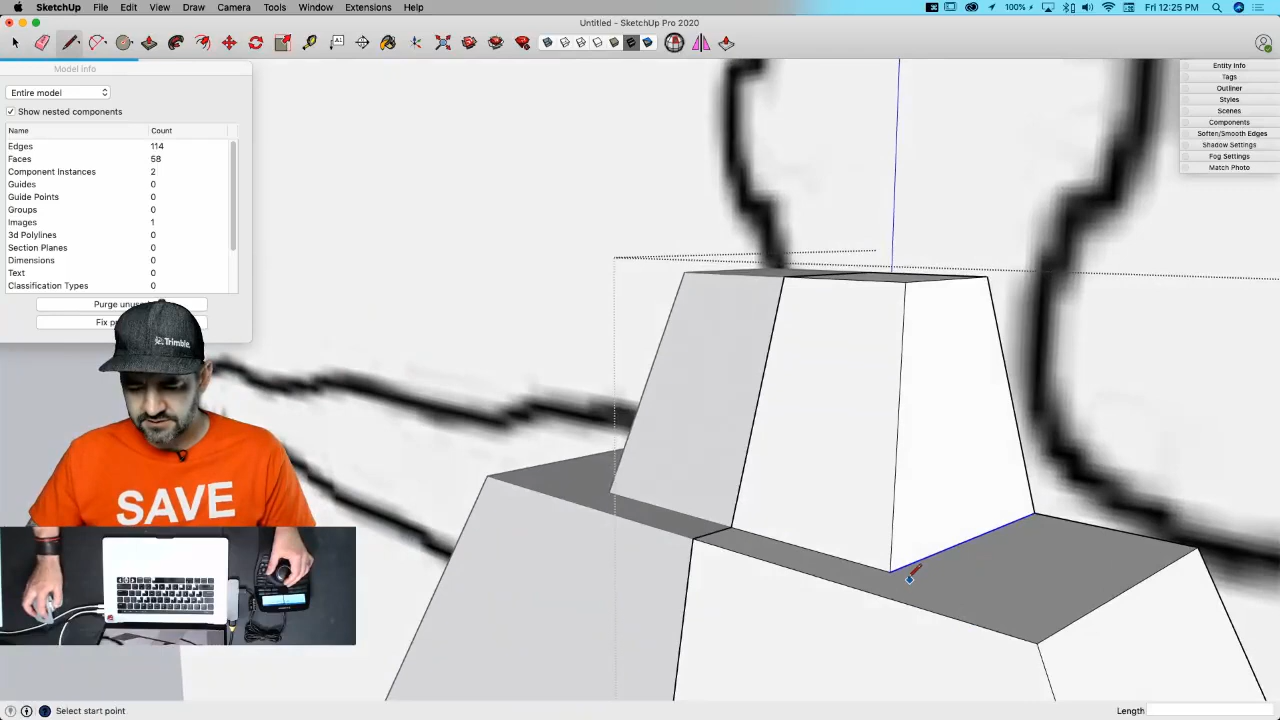 SketchUp File Edit View Draw Camera Tools Window Extensions Help
100% Fri 12:25 PM
Untitled - SketchUp Pro 2020
Model Info
Entire model
Show nested components
Name Count
Edges 114
Faces 58
Component Instances 2
Guides 0
Guide Points 0
Groups 0
Images 1
3d Polylines 0
Section Planes 0
Dimensions 0
Text 0
Classification Types 0
Purge
Fix
Entity Info
Tags
Outliner
Styles
Scenes
Components
Soften/Smooth Edges
Shadow Settings
Fog Settings
Match Photo
Trimble
SAVE
Select start point
Length